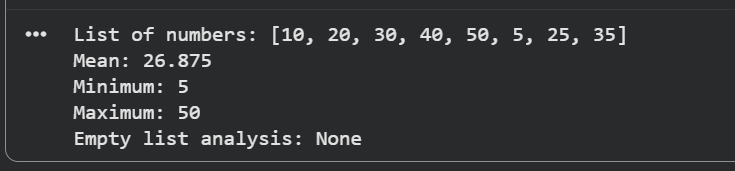 List of numbers: [10, 20, 30, 40, 50, 5, 25, 35]
Mean: 26.875
Minimum: 5
Maximum: 50
Empty list analysis: None